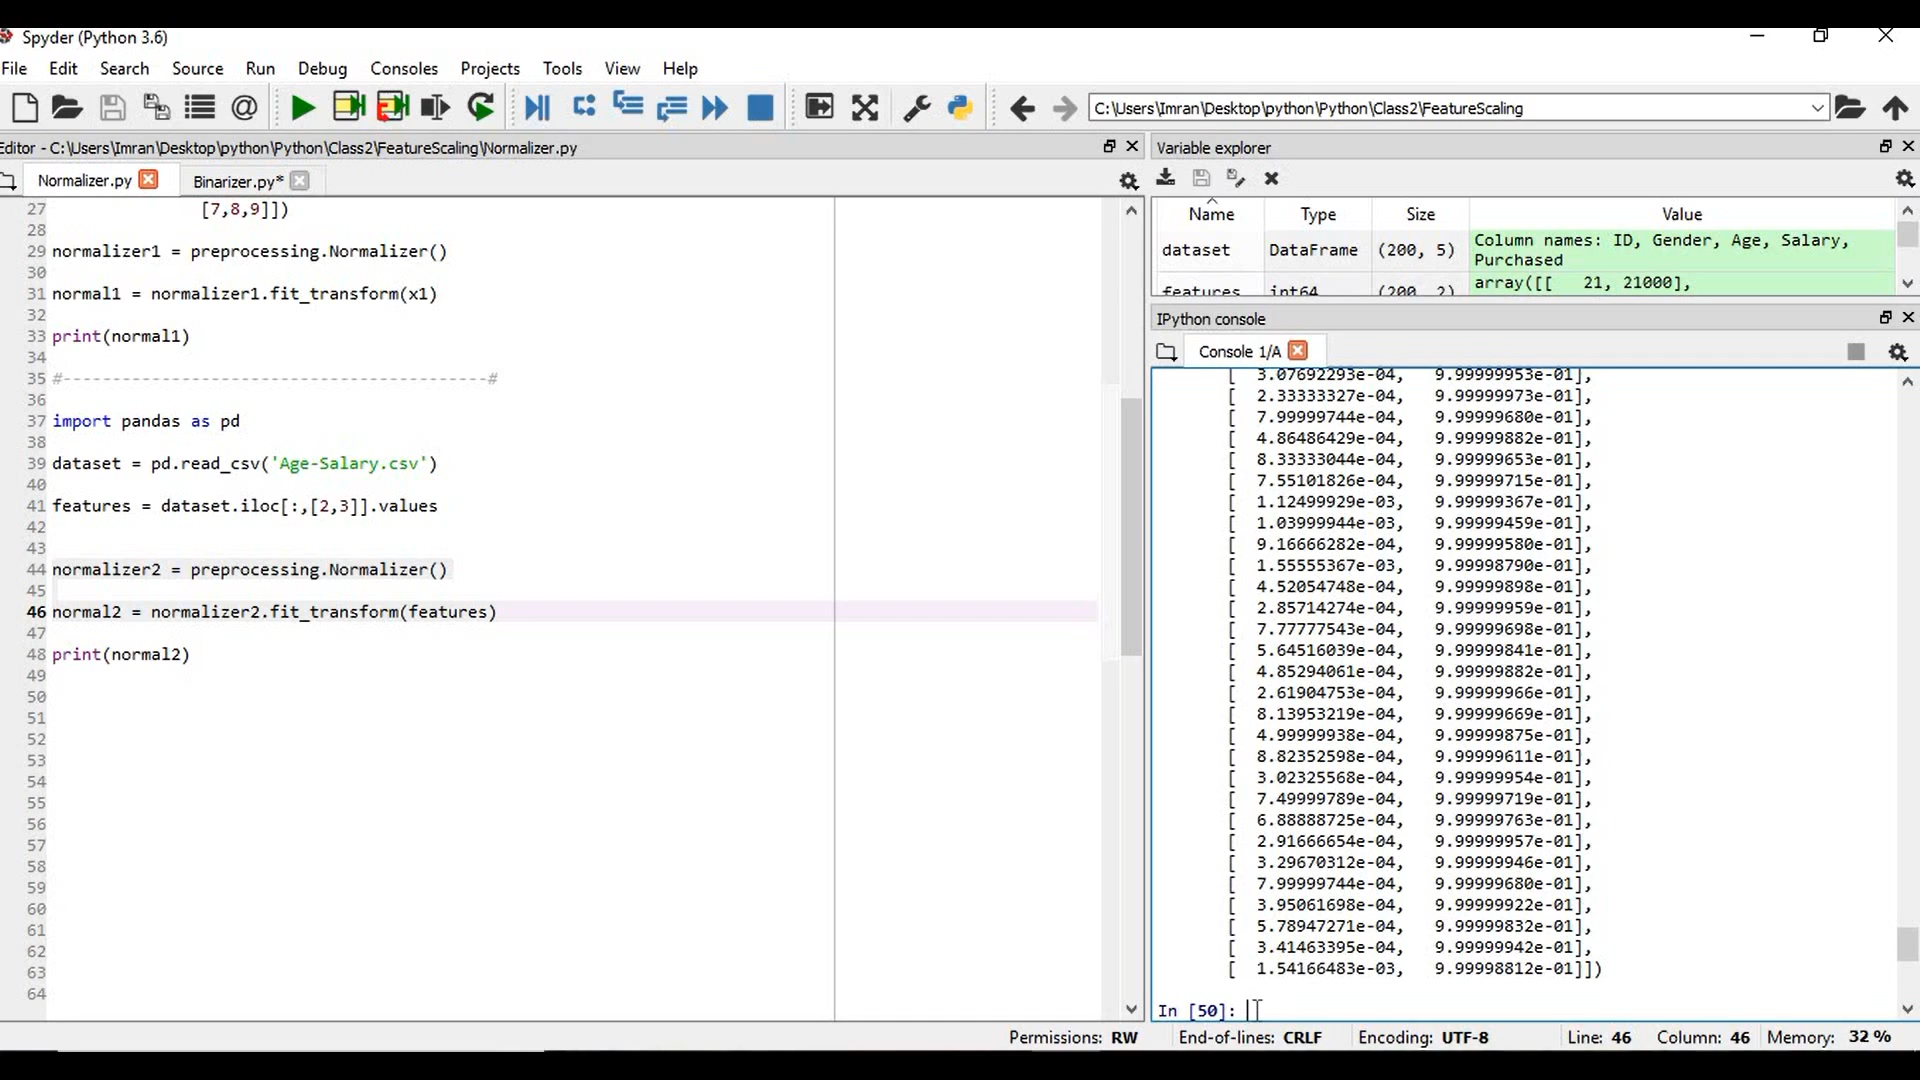 Spyder (Python 3.6)
File Edit Search Source Run Debug Consoles Projects Tools View Help
C:\Users\Imran\Desktop\python\Python\Class2\FeatureScaling
Editor - C:\Users\Imran\Desktop\python\Python\Class2\FeatureScaling\Normalizer.py
Normalizer.py
Binarizer.py*
27 [7,8,9]])
28
29 normalizer1 = preprocessing.Normalizer()
30
31 normal1 = normalizer1.fit_transform(x1)
32
33 print(normal1)
34
35 #-------------------------------------------#
36
37 import pandas as pd
38
39 dataset = pd.read_csv('Age-Salary.csv')
40
41 features = dataset.iloc[:,[2,3]].values
42
43
44 normalizer2 = preprocessing.Normalizer()
45
46 normal2 = normalizer2.fit_transform(features)
47
48 print(normal2)
49
50
51
52
53
54
55
56
57
58
59
60
61
62
63
64
Variable explorer
Name Type Size Value
dataset DataFrame (200, 5) Column names: ID, Gender, Age, Salary,
Purchased
features int64 (200, 2) array([[ 21, 21000],
IPython console
Console 1/A
[ 3.07692293e-04, 9.99999953e-01],
[ 2.33333327e-04, 9.99999973e-01],
[ 7.99999744e-04, 9.99999680e-01],
[ 4.86486429e-04, 9.99999882e-01],
[ 8.33333044e-04, 9.99999653e-01],
[ 7.55101826e-04, 9.99999715e-01],
[ 1.12499929e-03, 9.99999367e-01],
[ 1.03999944e-03, 9.99999459e-01],
[ 9.16666282e-04, 9.99999580e-01],
[ 1.55555367e-03, 9.99998790e-01],
[ 4.52054748e-04, 9.99999898e-01],
[ 2.85714274e-04, 9.99999959e-01],
[ 7.77777543e-04, 9.99999698e-01],
[ 5.64516039e-04, 9.99999841e-01],
[ 4.85294061e-04, 9.99999882e-01],
[ 2.61904753e-04, 9.99999966e-01],
[ 8.13953219e-04, 9.99999669e-01],
[ 4.99999938e-04, 9.99999875e-01],
[ 8.82352598e-04, 9.99999611e-01],
[ 3.02325568e-04, 9.99999954e-01],
[ 7.49999789e-04, 9.99999719e-01],
[ 6.88888725e-04, 9.99999763e-01],
[ 2.91666654e-04, 9.99999957e-01],
[ 3.29670312e-04, 9.99999946e-01],
[ 7.99999744e-04, 9.99999680e-01],
[ 3.95061698e-04, 9.99999922e-01],
[ 5.78947271e-04, 9.99999832e-01],
[ 3.41463395e-04, 9.99999942e-01],
[ 1.54166483e-03, 9.99998812e-01]])
In [50]:
Permissions: RW End-of-lines: CRLF Encoding: UTF-8 Line: 46 Column: 46 Memory: 32 %